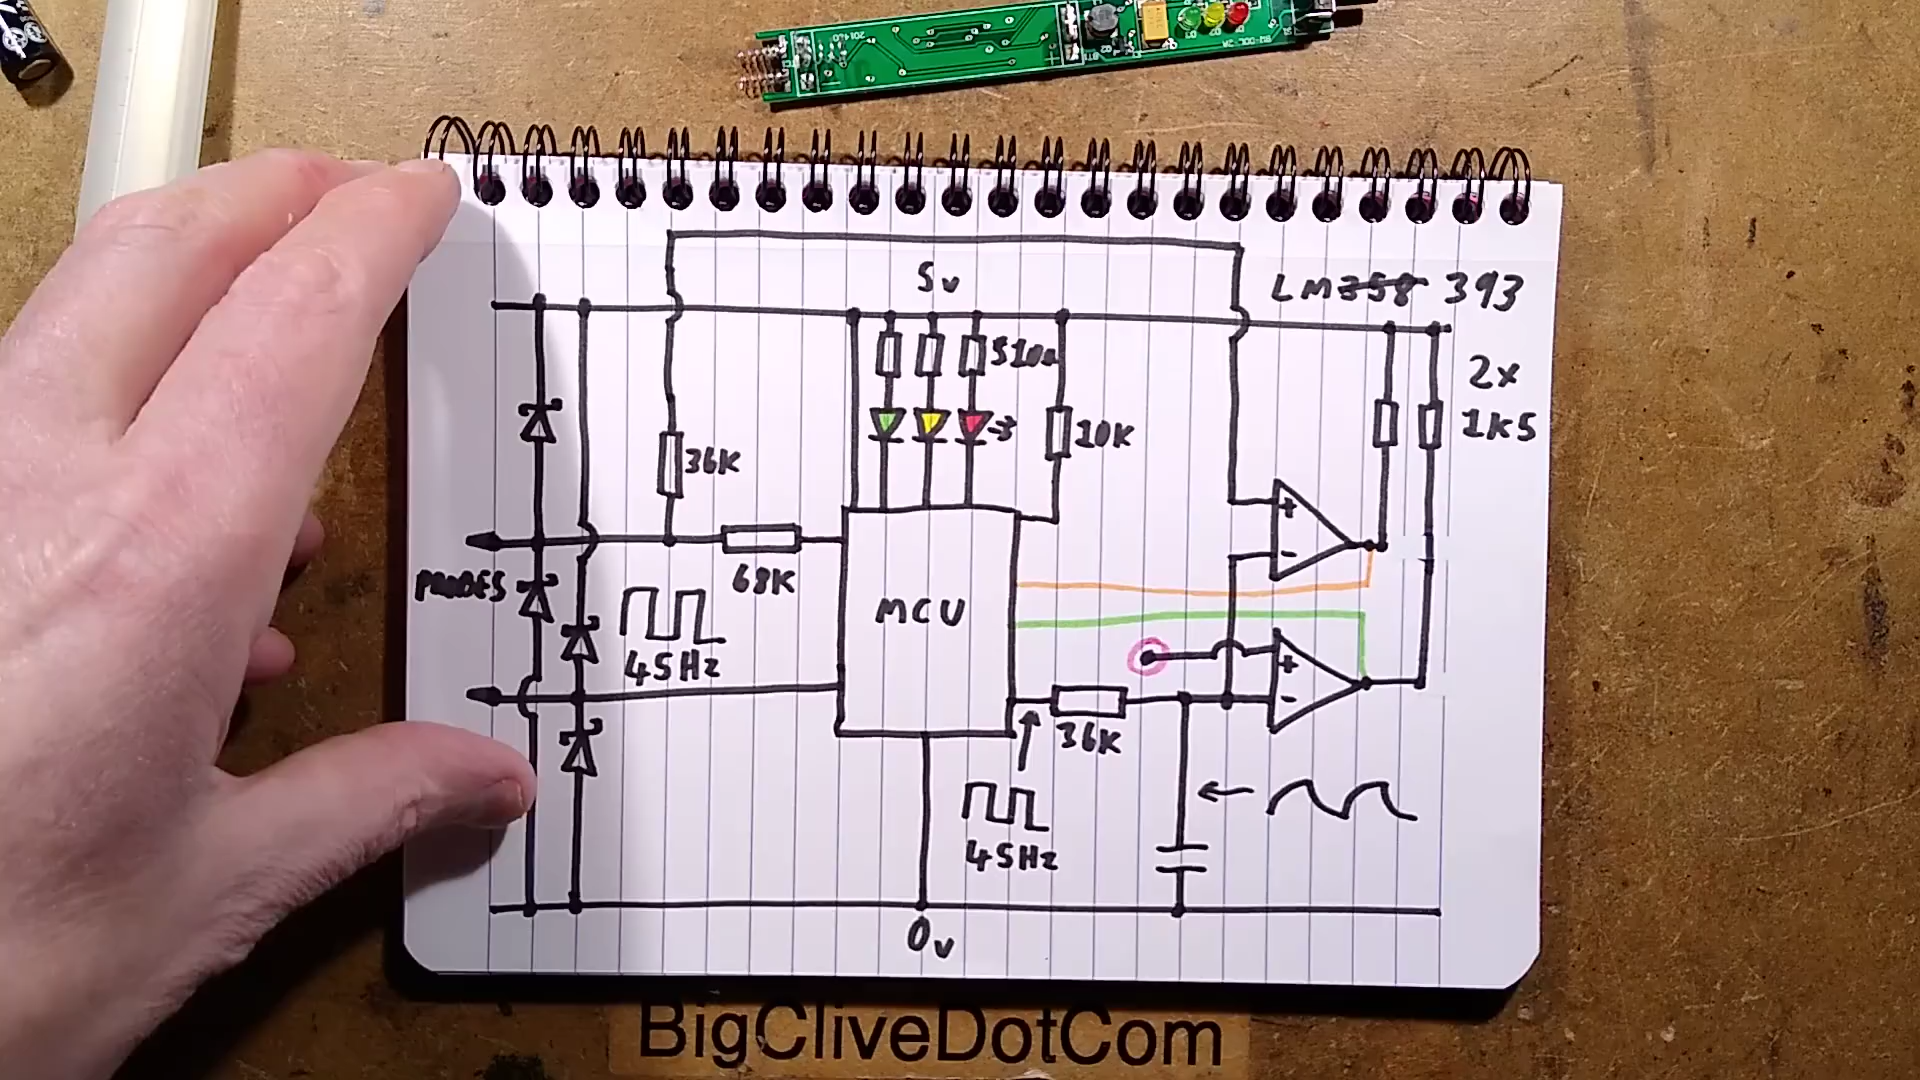 5v
LM358 393
510Ω
2x
1K5
36K
10K
+
-
PROBES
68K
MCU
45Hz
+
-
36K
45Hz
0v
BigCliveDotCom